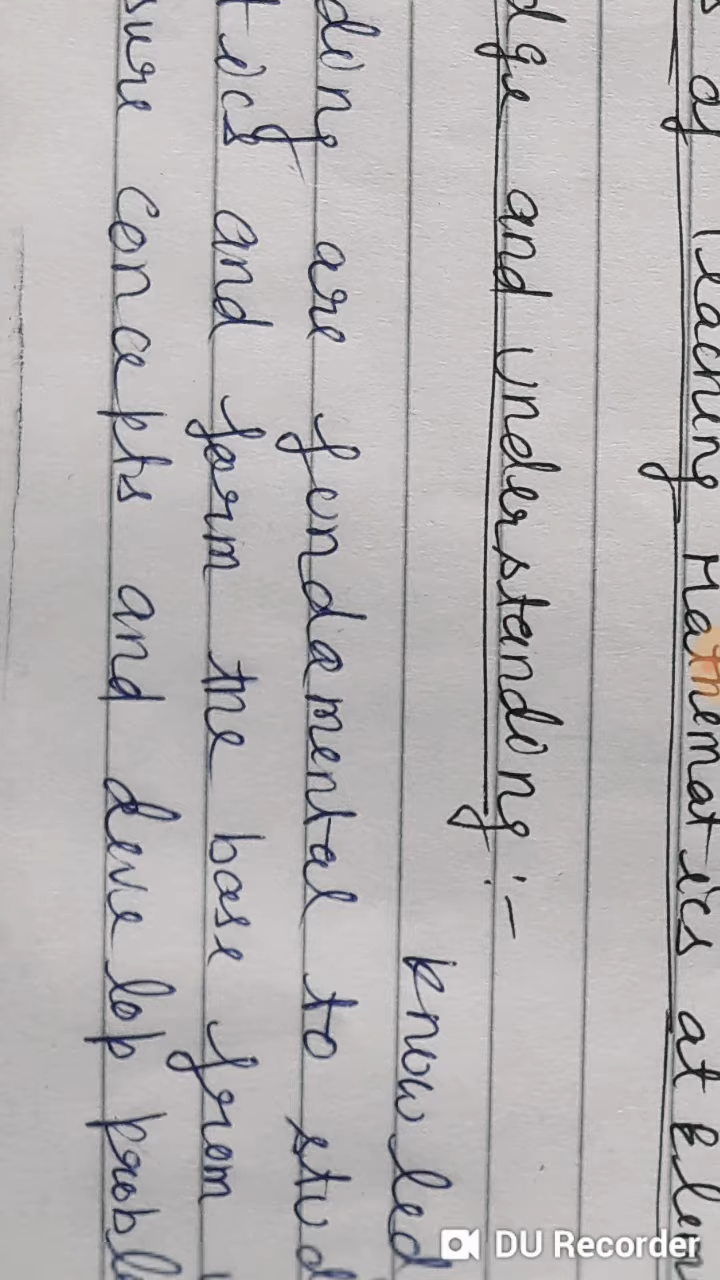 of Teaching Mathematics at
dge and Understanding :-
knowled
ding are fundamental to stud
tics and form the base from
sure concepts and develop probl
DU Recorder